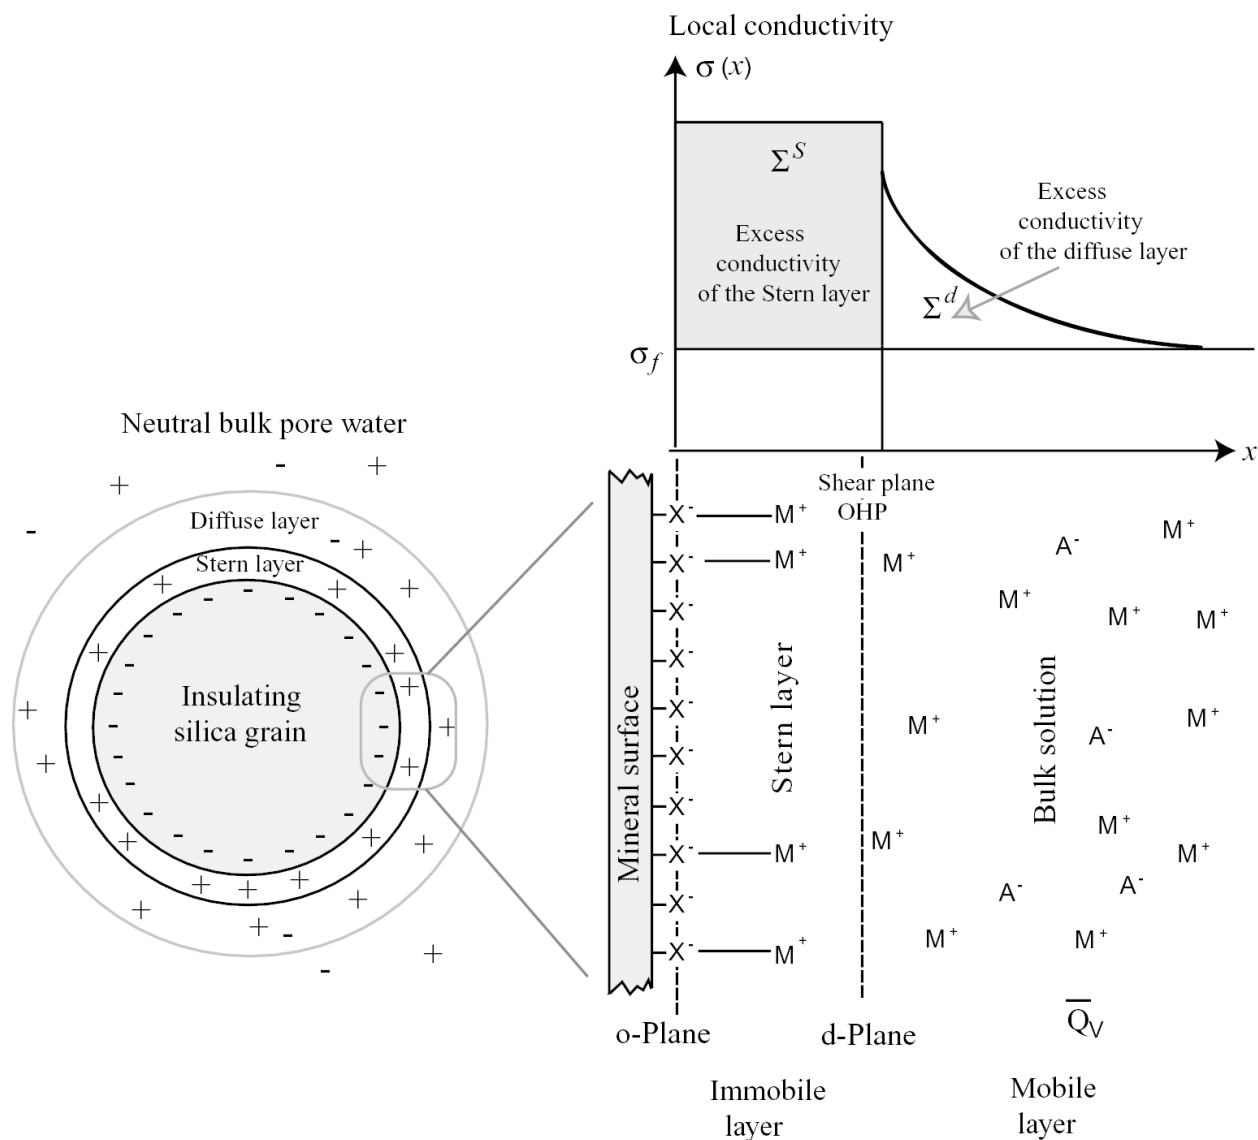 Local conductivity
σ (x)
Σ^S
Excess
conductivity
of the Stern layer
Excess
conductivity
of the diffuse layer
Σ^d
σ_f
x
Neutral bulk pore water
-
+
+
-
Diffuse layer
Stern layer
Insulating
silica grain
Shear plane
OHP
Mineral surface
X⁻
M⁺
X⁻
M⁺
X⁻
X⁻
X⁻
X⁻
X⁻
X⁻
M⁺
X⁻
X⁻
M⁺
Stern layer
M⁺
M⁺
M⁺
M⁺
Bulk solution
A⁻
M⁺
M⁺
M⁺
M⁺
M⁺
A⁻
M⁺
M⁺
A⁻
A⁻
M⁺
Q̅_V
o-Plane
d-Plane
Immobile
layer
Mobile
layer